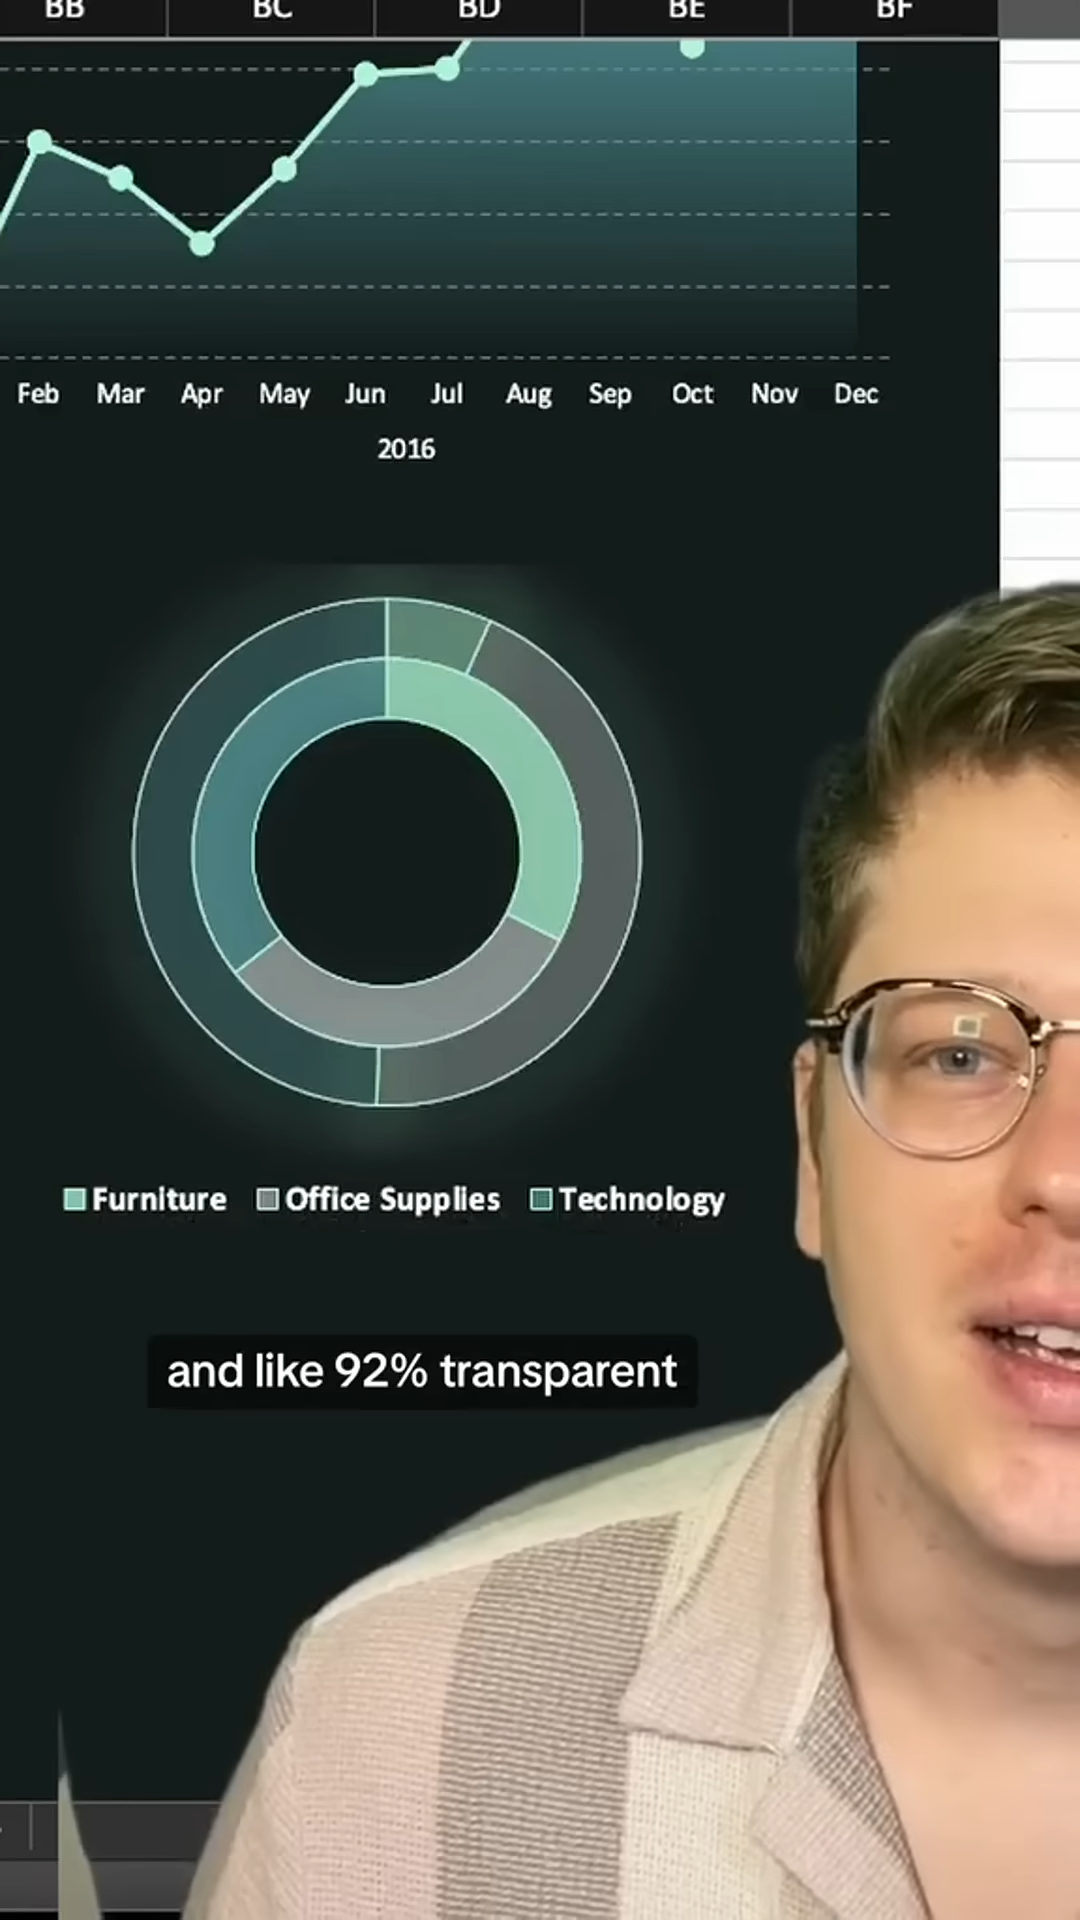 BB BC BD BE BF
Feb Mar Apr May Jun Jul Aug Sep Oct Nov Dec
2016
Furniture Office Supplies Technology
and like 92% transparent